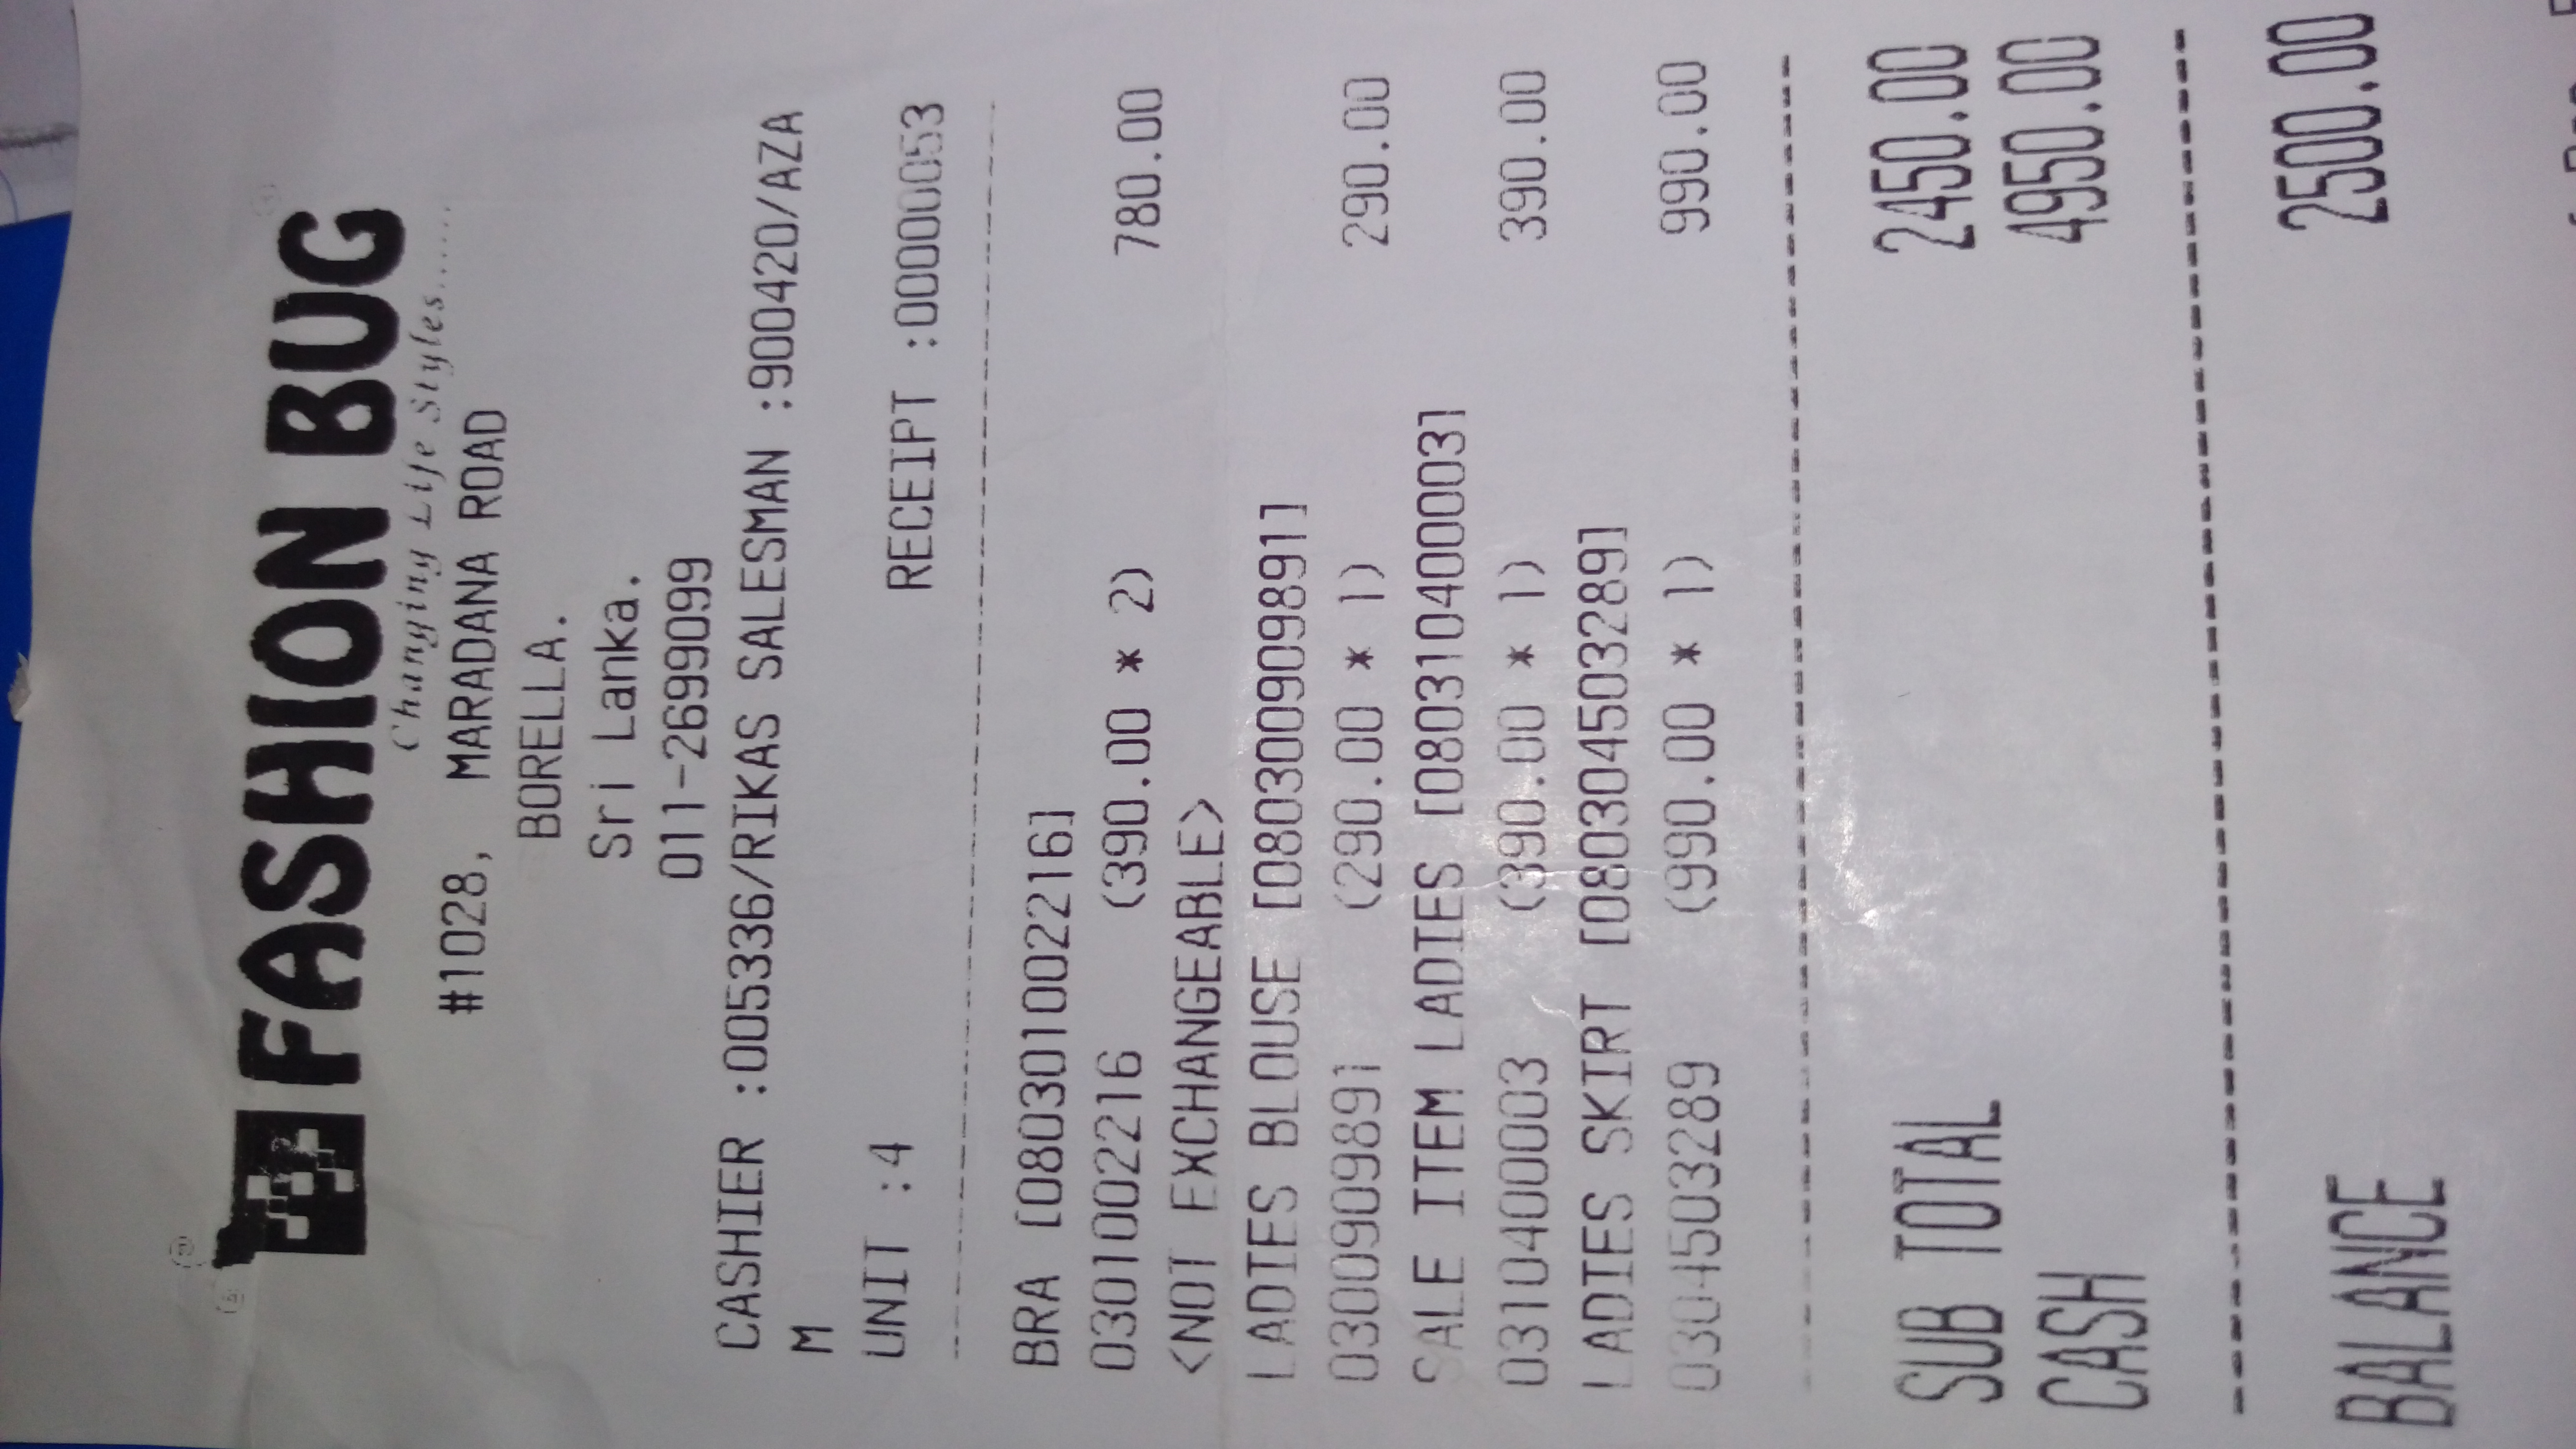 FASHION BUG
Changing Life Styles......
#1028, MARADANA ROAD
BORELLA.
Sri Lanka.
011-2699099
CASHIER :005336/RIKAS SALESMAN :900420/AZA
M
UNIT :4 RECEIPT :00000053
BRA [080301002216]
0301002216 (390.00 * 2) 780.00
<NOT EXCHANGEABLE>
LADIES BLOUSE [080300909891]
0300909891 (290.00 * 1) 290.00
SALE ITEM LADIES [080310400003]
0310400003 (390.00 * 1) 390.00
LADIES SKIRT [080304503289]
0304503289 (990.00 * 1) 990.00
SUB TOTAL 2450.00
CASH 4950.00
BALANCE 2500.00